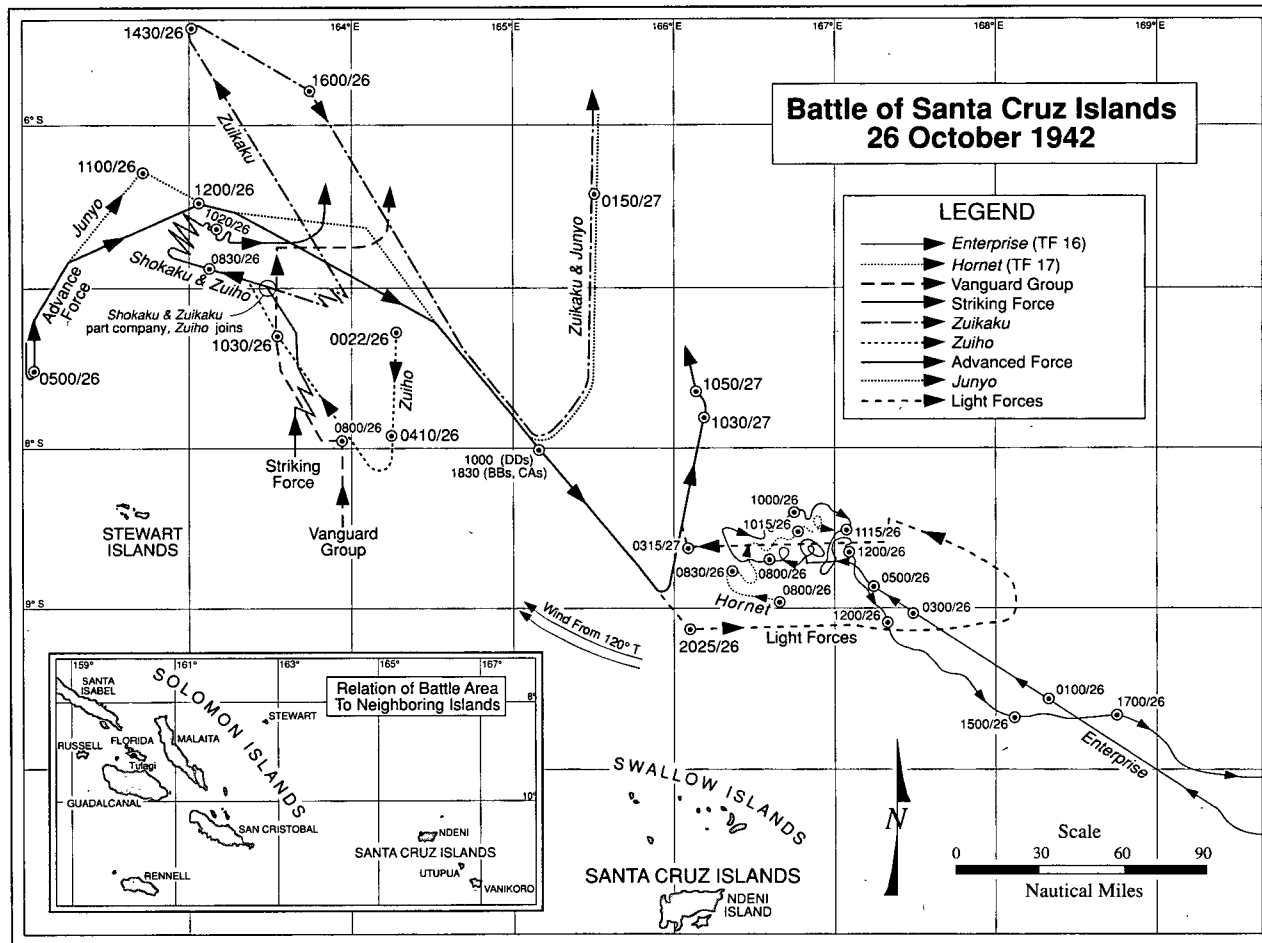 164°
165°
166°
167°
168°
169°
1430/26
1600/26
Battle of Santa Cruz Islands
26 October 1942
6° S
Zuikaku
1100/26
1200/26
1020/26
Junyo
0150/27
LEGEND
Enterprise (TF 16)
Hornet (TF 17)
Vanguard Group
Striking Force
Zuikaku
Zuiho
Advanced Force
Junyo
Light Forces
0830/26
Shokaku & Zuiho
Advance
Force
Zuikaku & Junyo
Shokaku & Zuikaku
part company, Zuiho joins
1030/26
0022/26
0500/26
Zuiho
1050/27
1030/27
0800/26
0410/26
8° S
1000 (DDs)
1830 (BBs, CAs)
Striking
Force
Vanguard
Group
STEWART
ISLANDS
1000/26
1015/26
1115/26
0315/27
1200/26
0830/26
0800/26
0500/26
0800/26
Hornet
0300/26
9° S
Wind From 120° T
2025/26
Light Forces
1200/26
0100/26
1700/26
1500/26
Enterprise
159°
161°
163°
165°
167°
Relation of Battle Area
To Neighboring Islands
8°
SANTA
ISABEL
SOLOMON ISLANDS
STEWART
RUSSELL
FLORIDA
MALAITA
Tulagi
GUADALCANAL
10°
SAN CRISTOBAL
NDENI
SANTA CRUZ ISLANDS
UTUPUA
RENNELL
VANIKORO
SWALLOW ISLANDS
SANTA CRUZ ISLANDS
NDENI
ISLAND
N
Scale
0 30 60 90
Nautical Miles